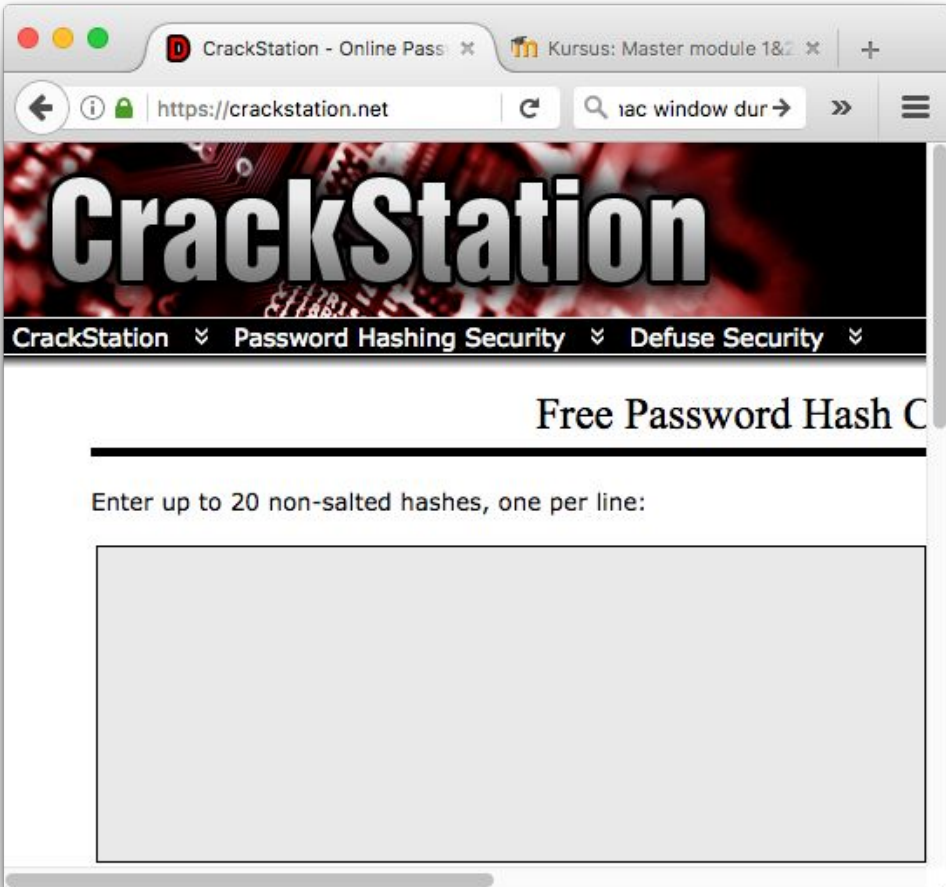 CrackStation - Online Pass
Kursus: Master module 1&2
https://crackstation.net
mac window dur
CrackStation
CrackStation Password Hashing Security Defuse Security
Free Password Hash C
Enter up to 20 non-salted hashes, one per line: